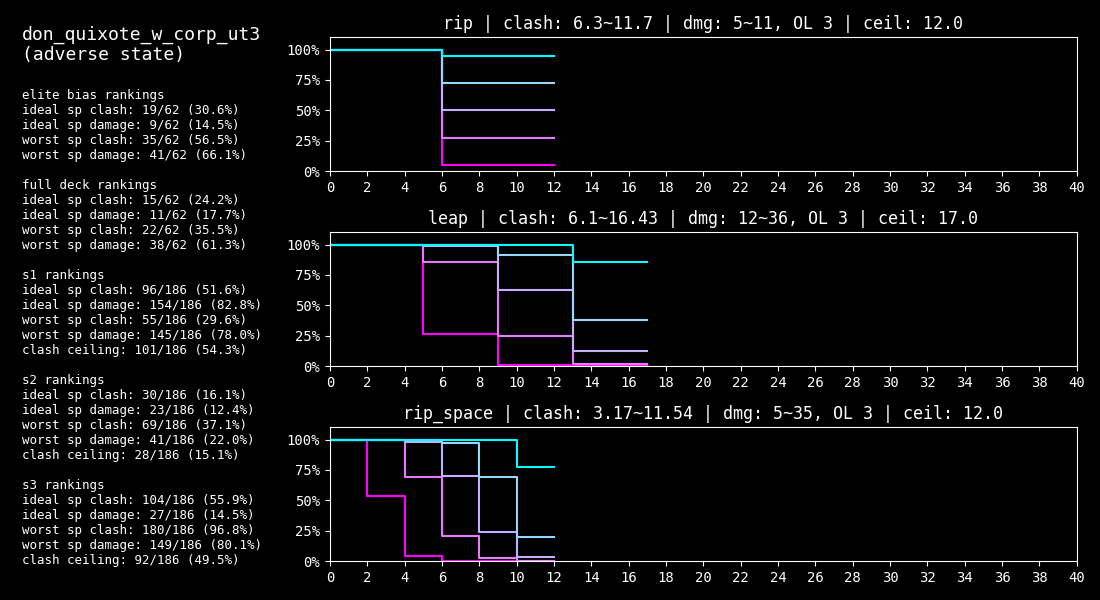 don_quixote_w_corp_ut3
(adverse state)
elite bias rankings
ideal sp clash: 19/62 (30.6%)
ideal sp damage: 9/62 (14.5%)
worst sp clash: 35/62 (56.5%)
worst sp damage: 41/62 (66.1%)
full deck rankings
ideal sp clash: 15/62 (24.2%)
ideal sp damage: 11/62 (17.7%)
worst sp clash: 22/62 (35.5%)
worst sp damage: 38/62 (61.3%)
s1 rankings
ideal sp clash: 96/186 (51.6%)
ideal sp damage: 154/186 (82.8%)
worst sp clash: 55/186 (29.6%)
worst sp damage: 145/186 (78.0%)
clash ceiling: 101/186 (54.3%)
s2 rankings
ideal sp clash: 30/186 (16.1%)
ideal sp damage: 23/186 (12.4%)
worst sp clash: 69/186 (37.1%)
worst sp damage: 41/186 (22.0%)
clash ceiling: 28/186 (15.1%)
s3 rankings
ideal sp clash: 104/186 (55.9%)
ideal sp damage: 27/186 (14.5%)
worst sp clash: 180/186 (96.8%)
worst sp damage: 149/186 (80.1%)
clash ceiling: 92/186 (49.5%)
rip | clash: 6.3~11.7 | dmg: 5~11, OL 3 | ceil: 12.0
100%
75%
50%
25%
0%
0 2 4 6 8 10 12 14 16 18 20 22 24 26 28 30 32 34 36 38 40
leap | clash: 6.1~16.43 | dmg: 12~36, OL 3 | ceil: 17.0
100%
75%
50%
25%
0%
0 2 4 6 8 10 12 14 16 18 20 22 24 26 28 30 32 34 36 38 40
rip_space | clash: 3.17~11.54 | dmg: 5~35, OL 3 | ceil: 12.0
100%
75%
50%
25%
0%
0 2 4 6 8 10 12 14 16 18 20 22 24 26 28 30 32 34 36 38 40